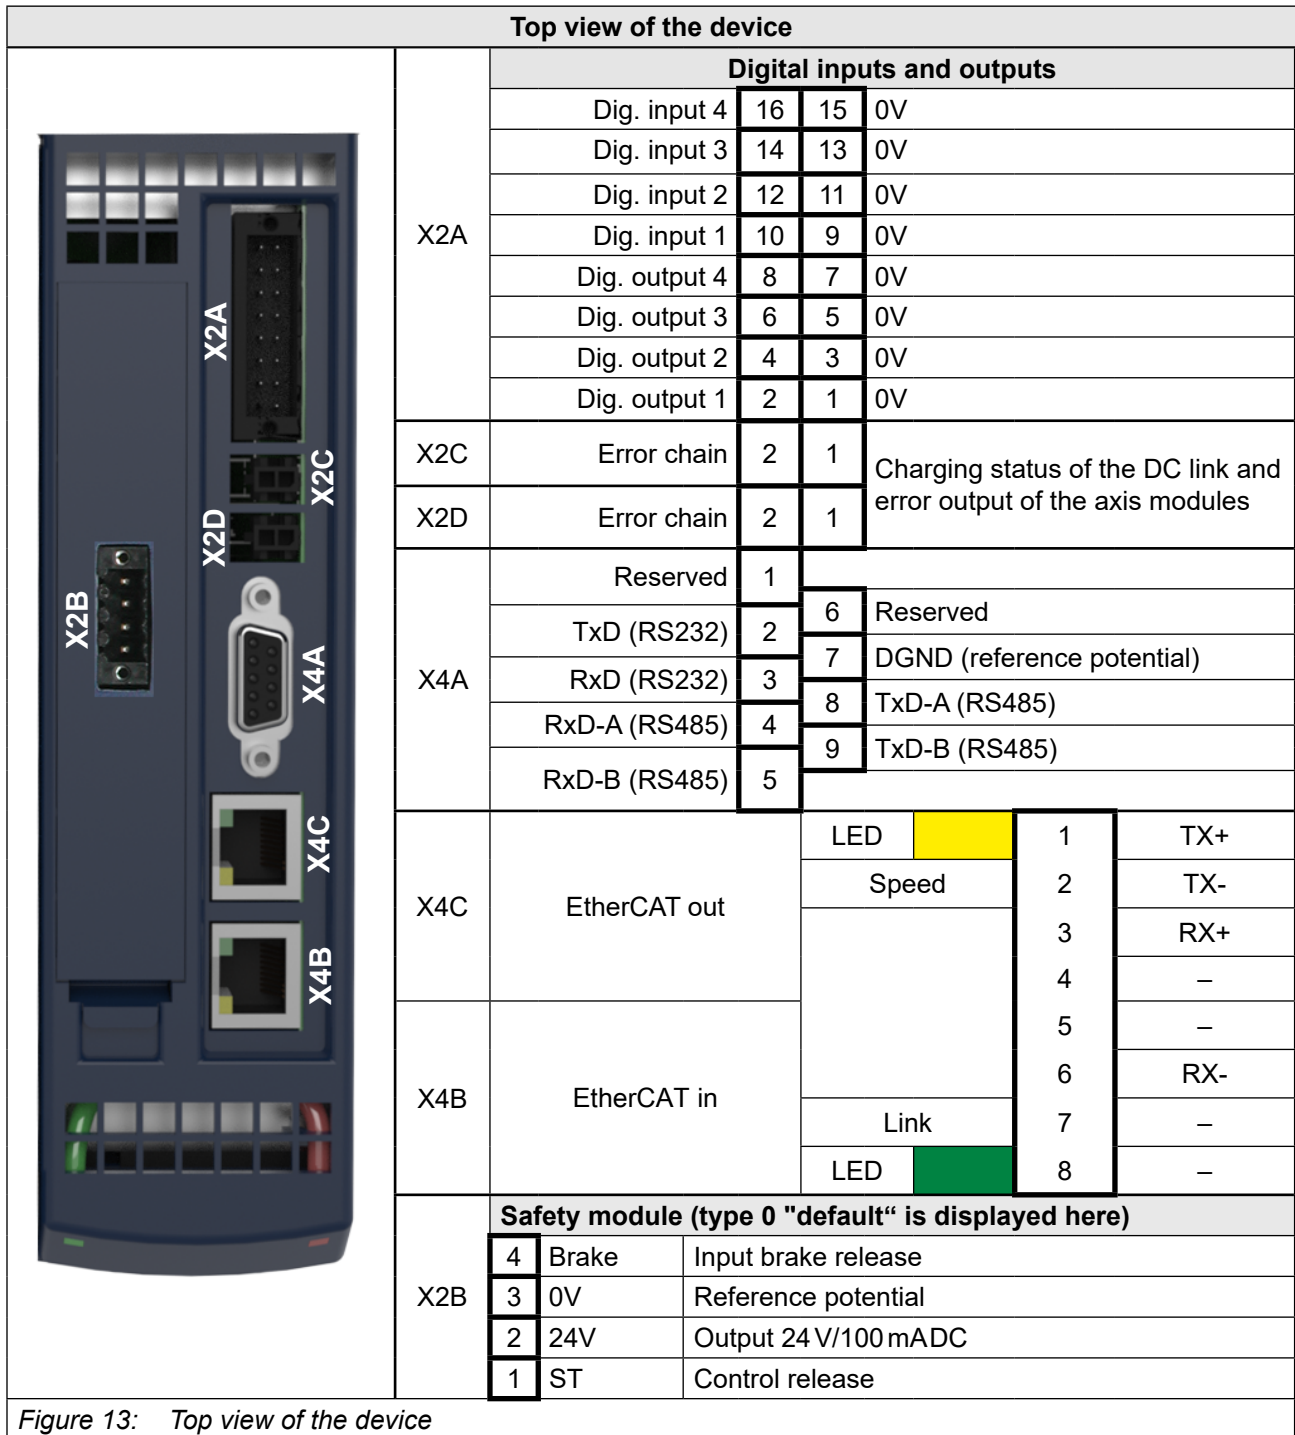 Top view of the device
Digital inputs and outputs
X2A
Dig. input 4 16 15 0V
Dig. input 3 14 13 0V
Dig. input 2 12 11 0V
Dig. input 1 10 9 0V
Dig. output 4 8 7 0V
Dig. output 3 6 5 0V
Dig. output 2 4 3 0V
Dig. output 1 2 1 0V
X2C Error chain 2 1
X2D Error chain 2 1
Charging status of the DC link and
error output of the axis modules
X4A
Reserved 1
TxD (RS232) 2
RxD (RS232) 3
RxD-A (RS485) 4
RxD-B (RS485) 5
6 Reserved
7 DGND (reference potential)
8 TxD-A (RS485)
9 TxD-B (RS485)
X4C EtherCAT out
X4B EtherCAT in
LED 1 TX+
Speed 2 TX-
3 RX+
4 –
5 –
6 RX-
Link 7 –
LED 8 –
X2B
Safety module (type 0 "default“ is displayed here)
4 Brake Input brake release
3 0V Reference potential
2 24V Output 24 V/100 mADC
1 ST Control release
X2A
X2C
X2D
X2B
X4A
X4C
X4B
Figure 13: Top view of the device